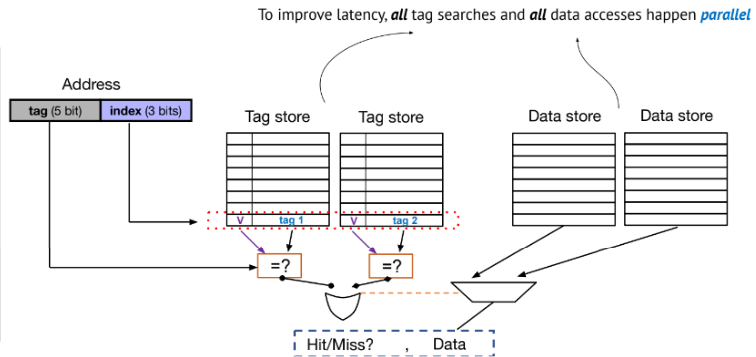 To improve latency, all tag searches and all data accesses happen parallel
Address
tag (5 bit) index (3 bits)
Tag store Tag store Data store Data store
V tag 1 V tag 2
=? =?
Hit/Miss? , Data